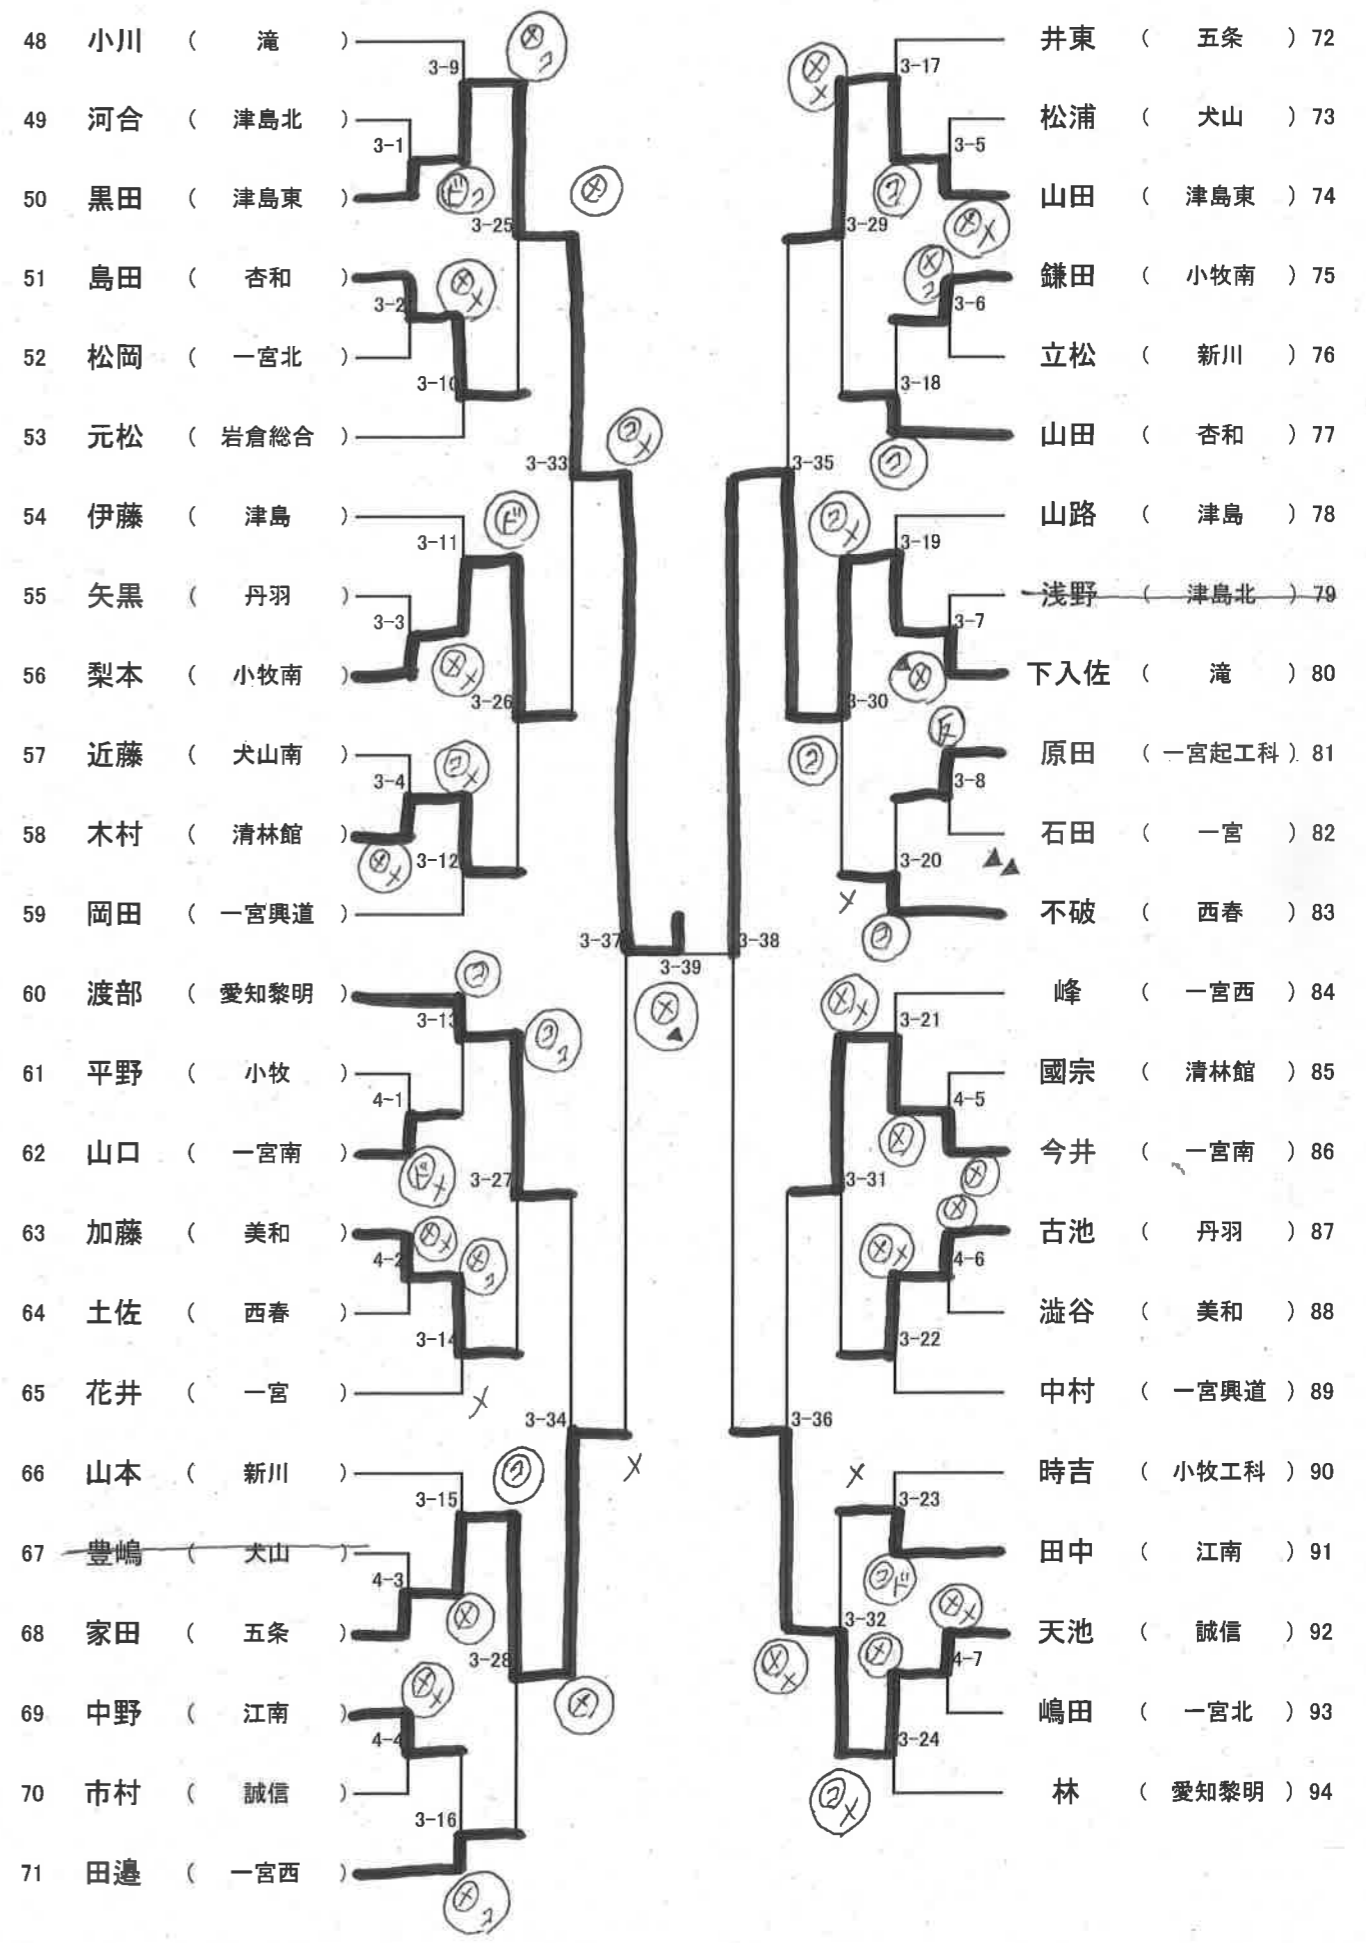 48 小川 ( 滝 )
49 河合 ( 津島北 )
50 黒田 ( 津島東 )
51 島田 ( 杏和 )
52 松岡 ( 一宮北 )
53 元松 ( 岩倉総合 )
54 伊藤 ( 津島 )
55 矢黒 ( 丹羽 )
56 梨本 ( 小牧南 )
57 近藤 ( 犬山南 )
58 木村 ( 清林館 )
59 岡田 ( 一宮興道 )
60 渡部 ( 愛知黎明 )
61 平野 ( 小牧 )
62 山口 ( 一宮南 )
63 加藤 ( 美和 )
64 土佐 ( 西春 )
65 花井 ( 一宮 )
66 山本 ( 新川 )
67 豊嶋 ( 犬山 )
68 家田 ( 五条 )
69 中野 ( 江南 )
70 市村 ( 誠信 )
71 田邉 ( 一宮西 )
3-1
3-2
3-3
3-4
4-1
4-2
4-3
4-4
3-9
3-10
3-11
3-12
3-13
3-14
3-15
3-16
3-25
3-26
3-27
3-28
3-33
3-34
3-37
3-39
3-38
3-35
3-36
3-29
3-30
3-31
3-32
3-17
3-18
3-19
3-20
3-21
3-22
3-23
3-24
3-5
3-6
3-7
3-8
4-5
4-6
4-7
井東 ( 五条 ) 72
松浦 ( 犬山 ) 73
山田 ( 津島東 ) 74
鎌田 ( 小牧南 ) 75
立松 ( 新川 ) 76
山田 ( 杏和 ) 77
山路 ( 津島 ) 78
浅野 ( 津島北 ) 79
下入佐 ( 滝 ) 80
原田 ( 一宮起工科 ) 81
石田 ( 一宮 ) 82
不破 ( 西春 ) 83
峰 ( 一宮西 ) 84
國宗 ( 清林館 ) 85
今井 ( 一宮南 ) 86
古池 ( 丹羽 ) 87
澁谷 ( 美和 ) 88
中村 ( 一宮興道 ) 89
時吉 ( 小牧工科 ) 90
田中 ( 江南 ) 91
天池 ( 誠信 ) 92
嶋田 ( 一宮北 ) 93
林 ( 愛知黎明 ) 94